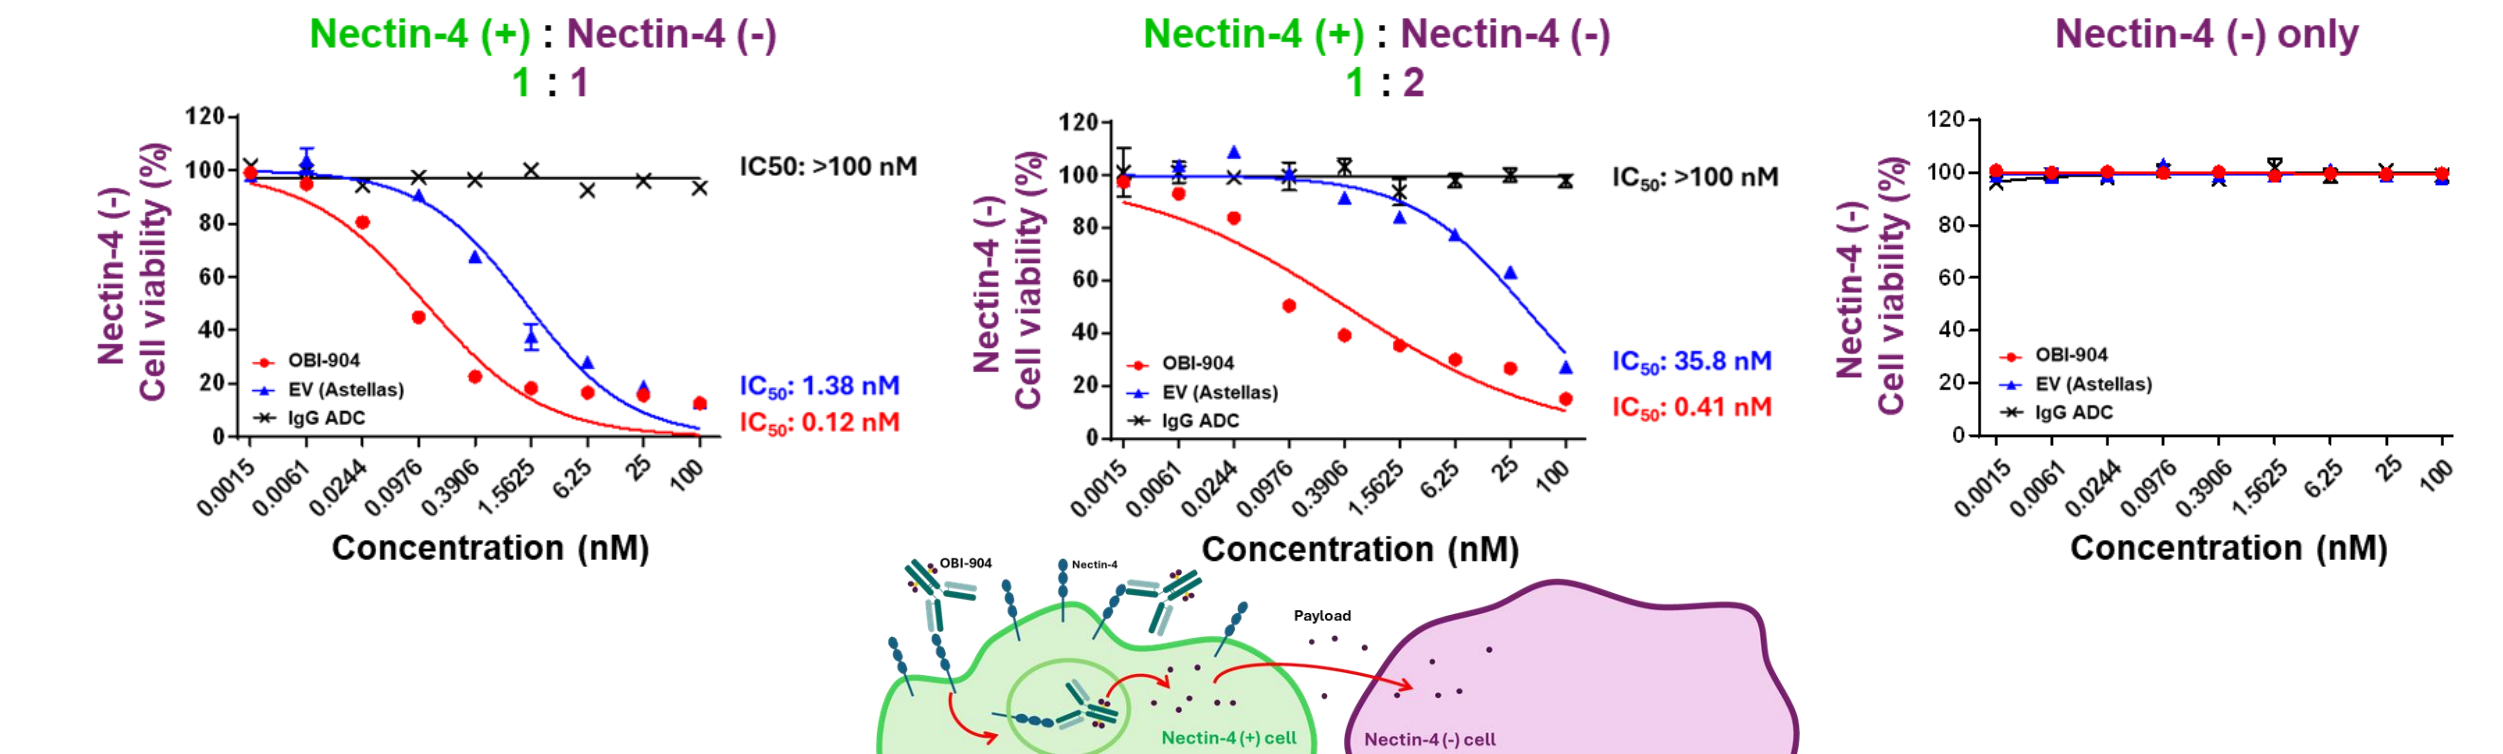 Nectin-4 (+) : Nectin-4 (-)
1 : 1
Nectin-4 (-)
Cell viability (%)
120
100
80
60
40
20
0
OBI-904
EV (Astellas)
IgG ADC
IC50: >100 nM
IC50: 1.38 nM
IC50: 0.12 nM
0.0015
0.0061
0.0244
0.0976
0.3906
1.5625
6.25
25
100
Concentration (nM)
Nectin-4 (+) : Nectin-4 (-)
1 : 2
Nectin-4 (-)
Cell viability (%)
120
100
80
60
40
20
0
OBI-904
EV (Astellas)
IgG ADC
IC50: >100 nM
IC50: 35.8 nM
IC50: 0.41 nM
0.0015
0.0061
0.0244
0.0976
0.3906
1.5625
6.25
25
100
Concentration (nM)
Nectin-4 (-) only
Nectin-4 (-)
Cell viability (%)
120
100
80
60
40
20
0
OBI-904
EV (Astellas)
IgG ADC
0.0015
0.0061
0.0244
0.0976
0.3906
1.5625
6.25
25
100
Concentration (nM)
OBI-904
Nectin-4
Payload
Nectin-4 (+) cell
Nectin-4 (-) cell